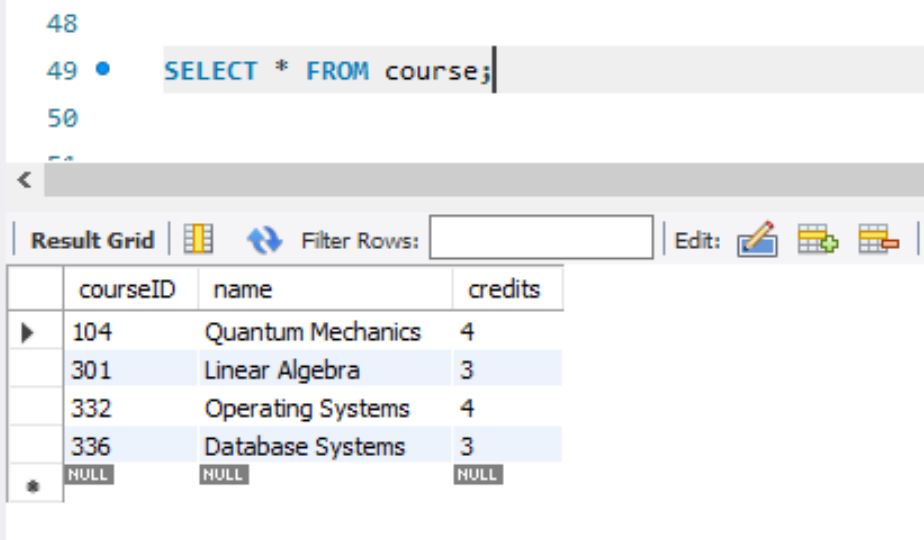 48
49 SELECT * FROM course;
50
Result Grid Filter Rows: Edit:
courseID name credits
104 Quantum Mechanics 4
301 Linear Algebra 3
332 Operating Systems 4
336 Database Systems 3
NULL NULL NULL